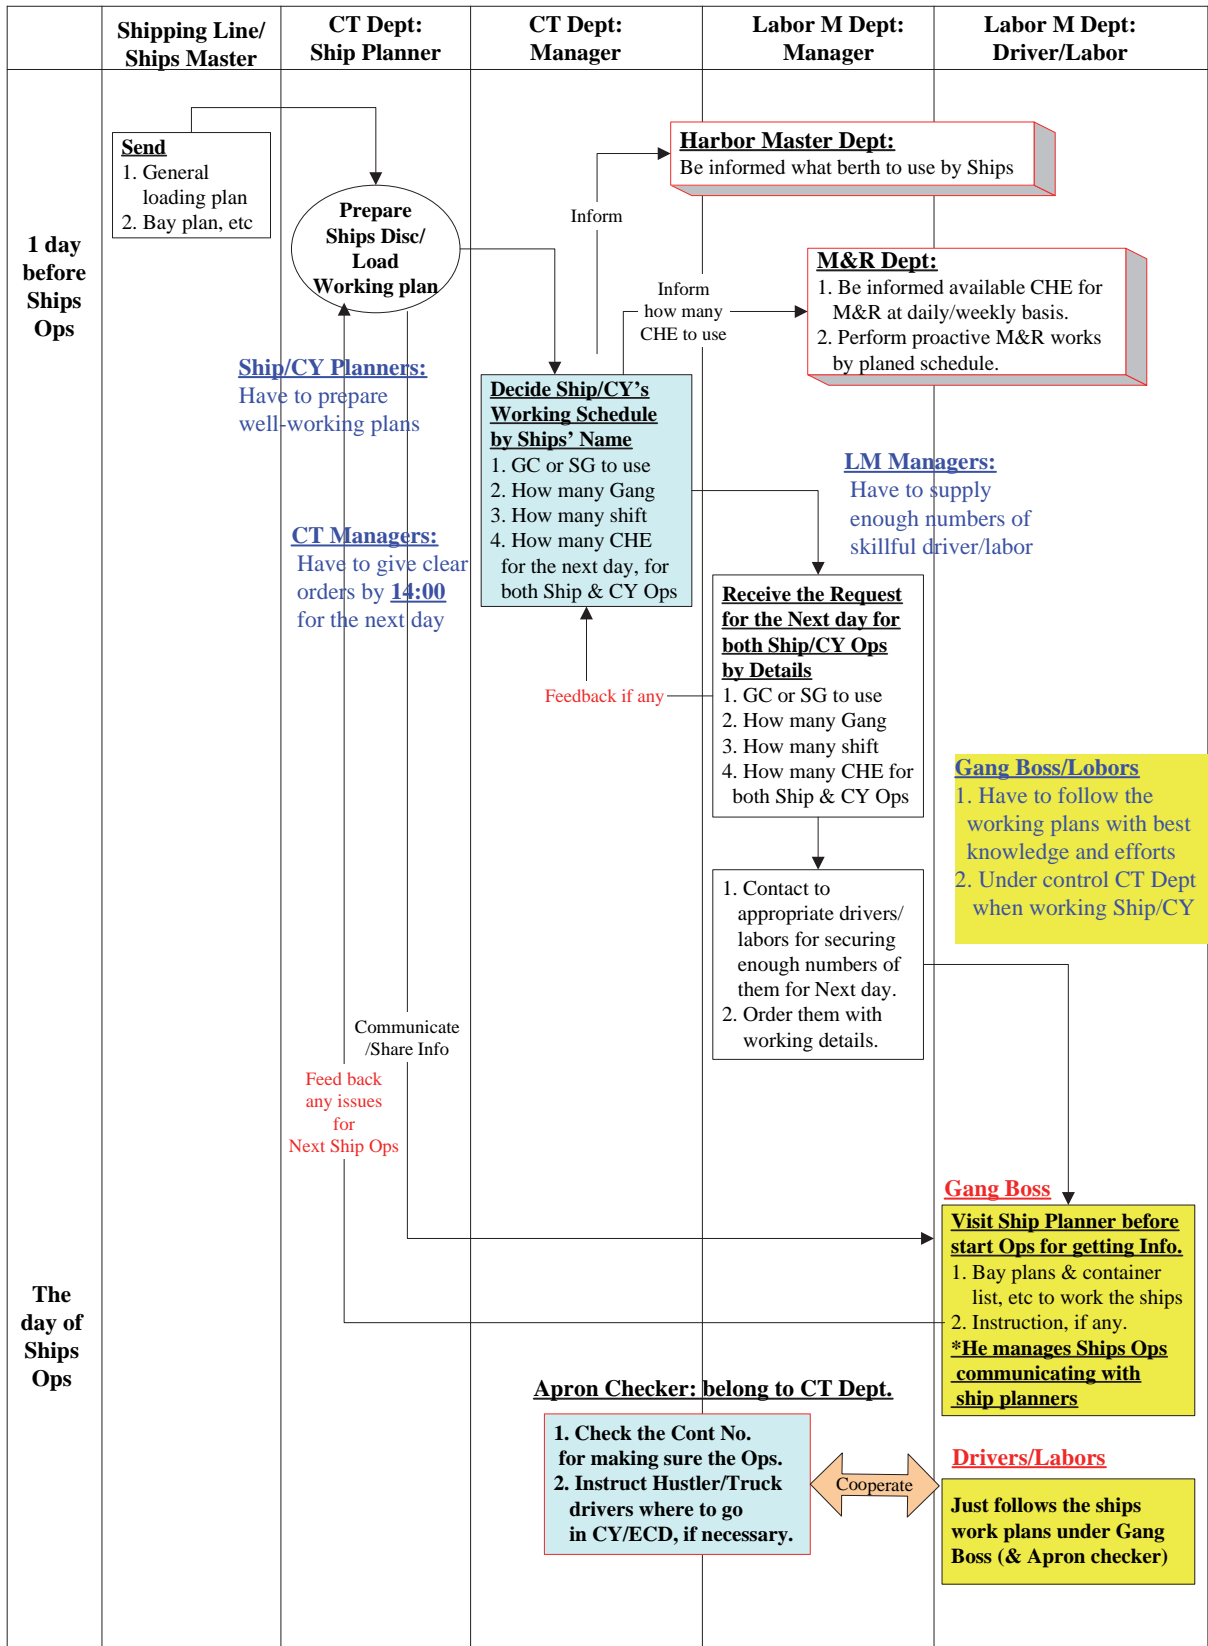 Shipping Line/
Ships Master
CT Dept:
Ship Planner
CT Dept:
Manager
Labor M Dept:
Manager
Labor M Dept:
Driver/Labor
1 day
before
Ships
Ops
Send
1. General
loading plan
2. Bay plan, etc
Prepare
Ships Disc/
Load
Working plan
Harbor Master Dept:
Be informed what berth to use by Ships
Inform
M&R Dept:
1. Be informed available CHE for
M&R at daily/weekly basis.
2. Perform proactive M&R works
by planed schedule.
Inform
how many
CHE to use
Ship/CY Planners:
Have to prepare
well-working plans
Decide Ship/CY's
Working Schedule
by Ships' Name
1. GC or SG to use
2. How many Gang
3. How many shift
4. How many CHE
for the next day, for
both Ship & CY Ops
LM Managers:
Have to supply
enough numbers of
skillful driver/labor
CT Managers:
Have to give clear
orders by 14:00
for the next day
Receive the Request
for the Next day for
both Ship/CY Ops
by Details
1. GC or SG to use
2. How many Gang
3. How many shift
4. How many CHE for
both Ship & CY Ops
Feedback if any
Gang Boss/Lobors
1. Have to follow the
working plans with best
knowledge and efforts
2. Under control CT Dept
when working Ship/CY
1. Contact to
appropriate drivers/
labors for securing
enough numbers of
them for Next day.
2. Order them with
working details.
Communicate
/Share Info
Feed back
any issues
for
Next Ship Ops
The
day of
Ships
Ops
Gang Boss
Visit Ship Planner before
start Ops for getting Info.
1. Bay plans & container
list, etc to work the ships
2. Instruction, if any.
*He manages Ships Ops
communicating with
ship planners
Apron Checker: belong to CT Dept.
1. Check the Cont No.
for making sure the Ops.
2. Instruct Hustler/Truck
drivers where to go
in CY/ECD, if necessary.
Cooperate
Drivers/Labors
Just follows the ships
work plans under Gang
Boss (& Apron checker)